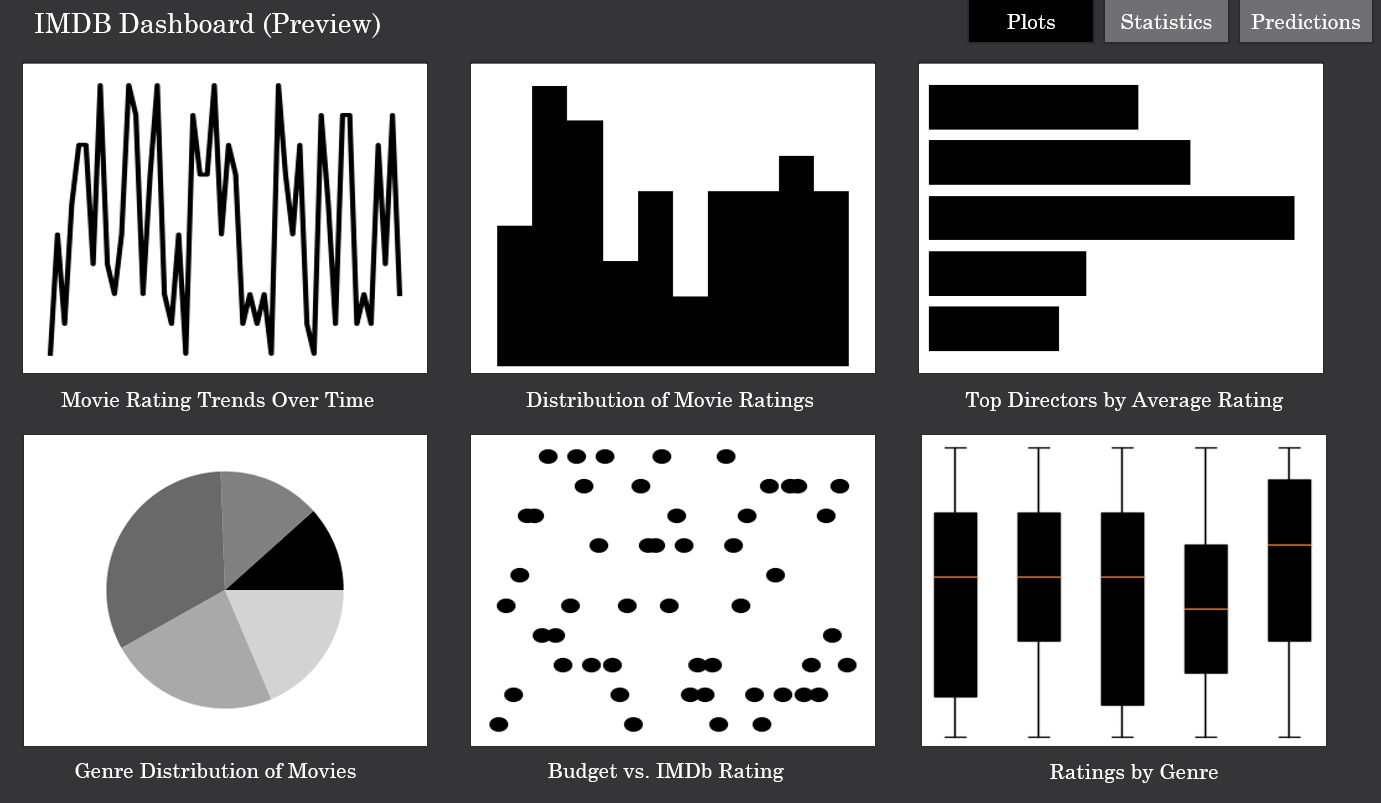 IMDB Dashboard (Preview)
Plots
Statistics
Predictions
Movie Rating Trends Over Time
Distribution of Movie Ratings
Top Directors by Average Rating
Genre Distribution of Movies
Budget vs. IMDb Rating
Ratings by Genre